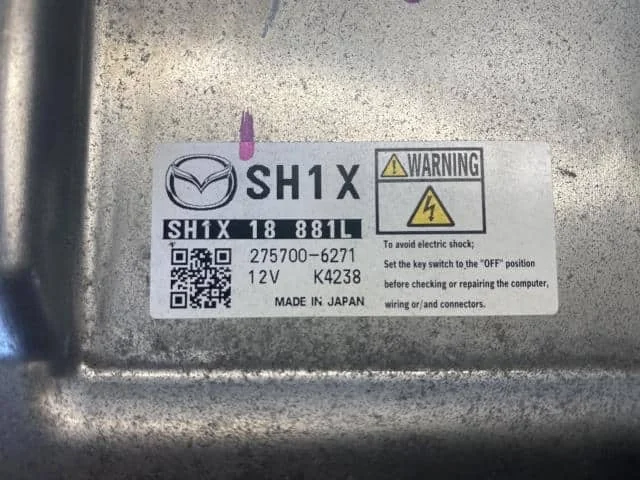 SH1X
SH1X 18 881L
275700-6271
12V K4238
MADE IN JAPAN
WARNING
To avoid electric shock;
Set the key switch to the "OFF" position
before checking or repairing the computer,
wiring or/and connectors.